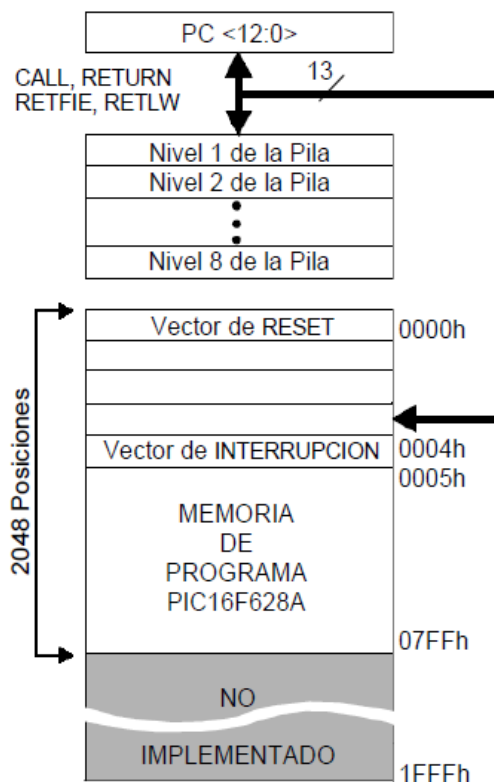 PC <12:0>
CALL, RETURN
RETFIE, RETLW
13
Nivel 1 de la Pila
Nivel 2 de la Pila
Nivel 8 de la Pila
Vector de RESET
0000h
Vector de INTERRUPCION
0004h
0005h
2048 Posiciones
MEMORIA
DE
PROGRAMA
PIC16F628A
07FFh
NO
IMPLEMENTADO
1FFFh